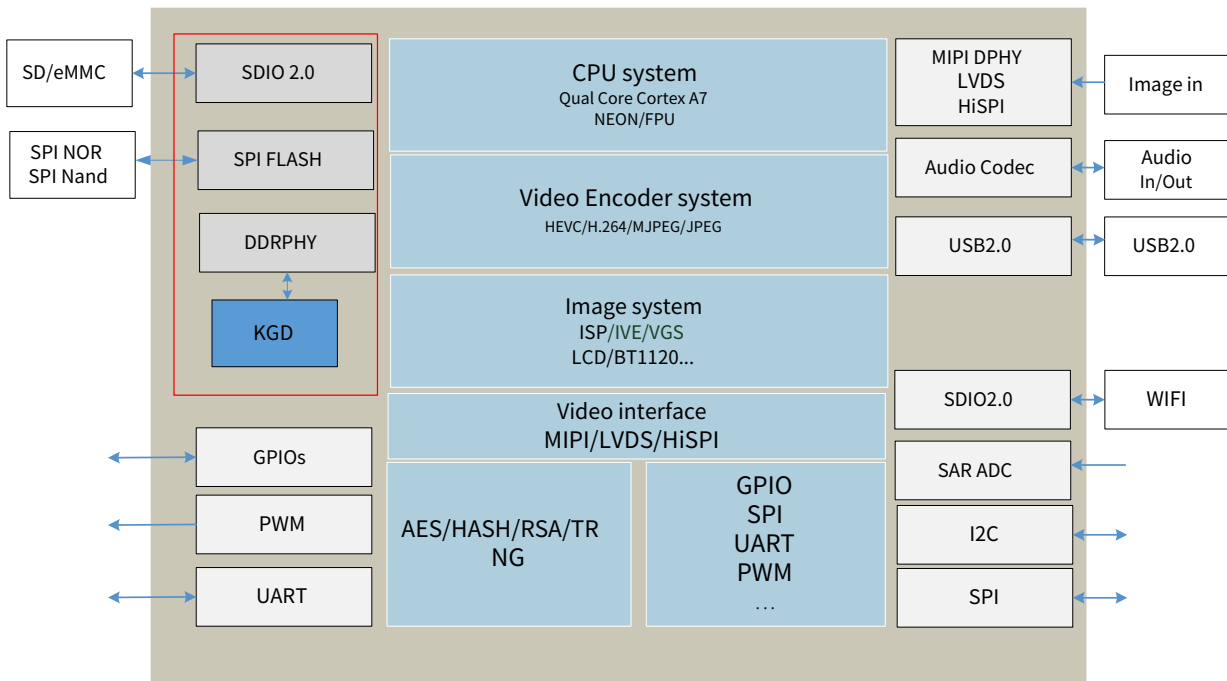 SD/eMMC
SPI NOR
SPI Nand
SDIO 2.0
SPI FLASH
DDRPHY
KGD
GPIOs
PWM
UART
CPU system
Qual Core Cortex A7
NEON/FPU
Video Encoder system
HEVC/H.264/MJPEG/JPEG
Image system
ISP/IVE/VGS
LCD/BT1120...
Video interface
MIPI/LVDS/HiSPI
AES/HASH/RSA/TR
NG
GPIO
SPI
UART
PWM
...
MIPI DPHY
LVDS
HiSPI
Audio Codec
USB2.0
SDIO2.0
SAR ADC
I2C
SPI
Image in
Audio
In/Out
USB2.0
WIFI